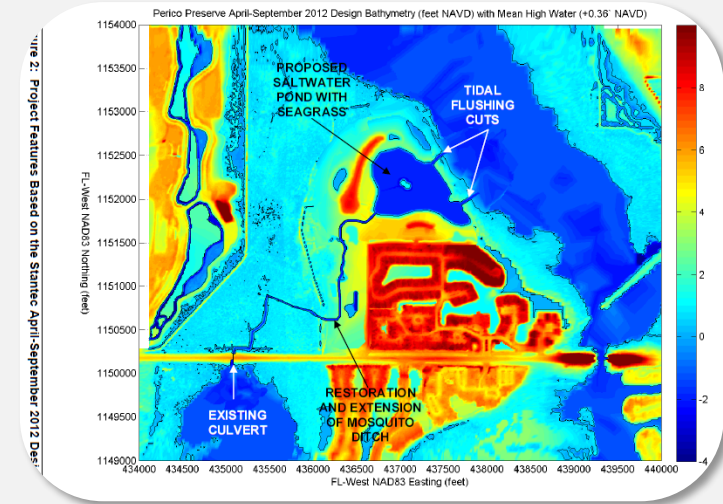 Perico Preserve April-September 2012 Design Bathymetry (feet NAVD) with Mean High Water (+0.36' NAVD)
ure 2: Project Features Based on the Stantec April-September 2012 Desi
FL-West NAD83 Northing (feet)
1154000
1153500
1153000
1152500
1152000
1151500
1151000
1150500
1150000
1149500
1149000
PROPOSED
SALTWATER
POND WITH
SEAGRASS
TIDAL
FLUSHING
CUTS
EXISTING
CULVERT
RESTORATION
AND EXTENSION
OF MOSQUITO
DITCH
8
6
4
2
0
-2
-4
434000 434500 435000 435500 436000 436500 437000 437500 438000 438500 439000 439500 440000
FL-West NAD83 Easting (feet)